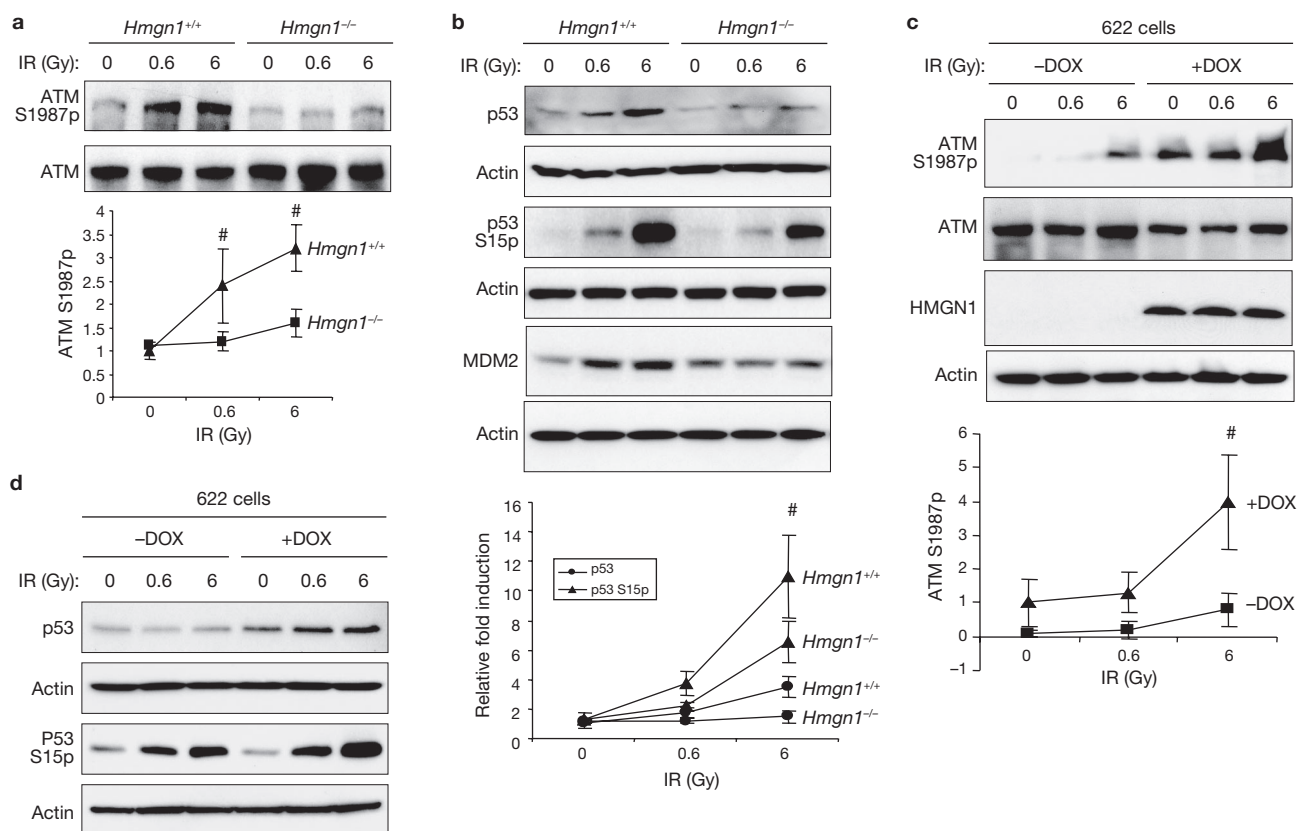 a
Hmgn1+/+ Hmgn1–/–
IR (Gy): 0 0.6 6 0 0.6 6
ATM
S1987p
ATM
4
3.5
3
2.5
2
1.5
1
0.5
0
ATM S1987p
#
#
Hmgn1+/+
Hmgn1–/–
0 0.6 6
IR (Gy)
b
Hmgn1+/+ Hmgn1–/–
IR (Gy): 0 0.6 6 0 0.6 6
p53
Actin
p53
S15p
Actin
MDM2
Actin
16
14
12
10
8
6
4
2
0
Relative fold induction
p53
p53 S15p
#
Hmgn1+/+
Hmgn1–/–
Hmgn1+/+
Hmgn1–/–
0 0.6 6
IR (Gy)
c
622 cells
IR (Gy): –DOX +DOX
0 0.6 6 0 0.6 6
ATM
S1987p
ATM
HMGN1
Actin
6
5
4
3
2
1
0
–1
ATM S1987p
#
+DOX
–DOX
0 0.6 6
IR (Gy)
d
622 cells
–DOX +DOX
IR (Gy): 0 0.6 6 0 0.6 6
p53
Actin
P53
S15p
Actin